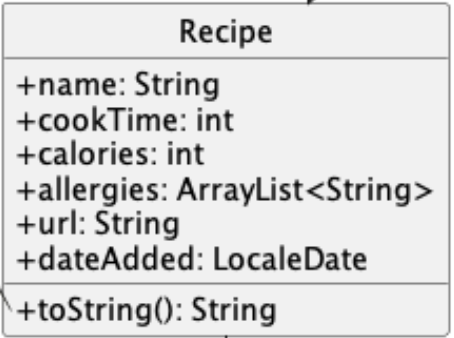 Recipe
+name: String
+cookTime: int
+calories: int
+allergies: ArrayList<String>
+url: String
+dateAdded: LocaleDate
+toString(): String